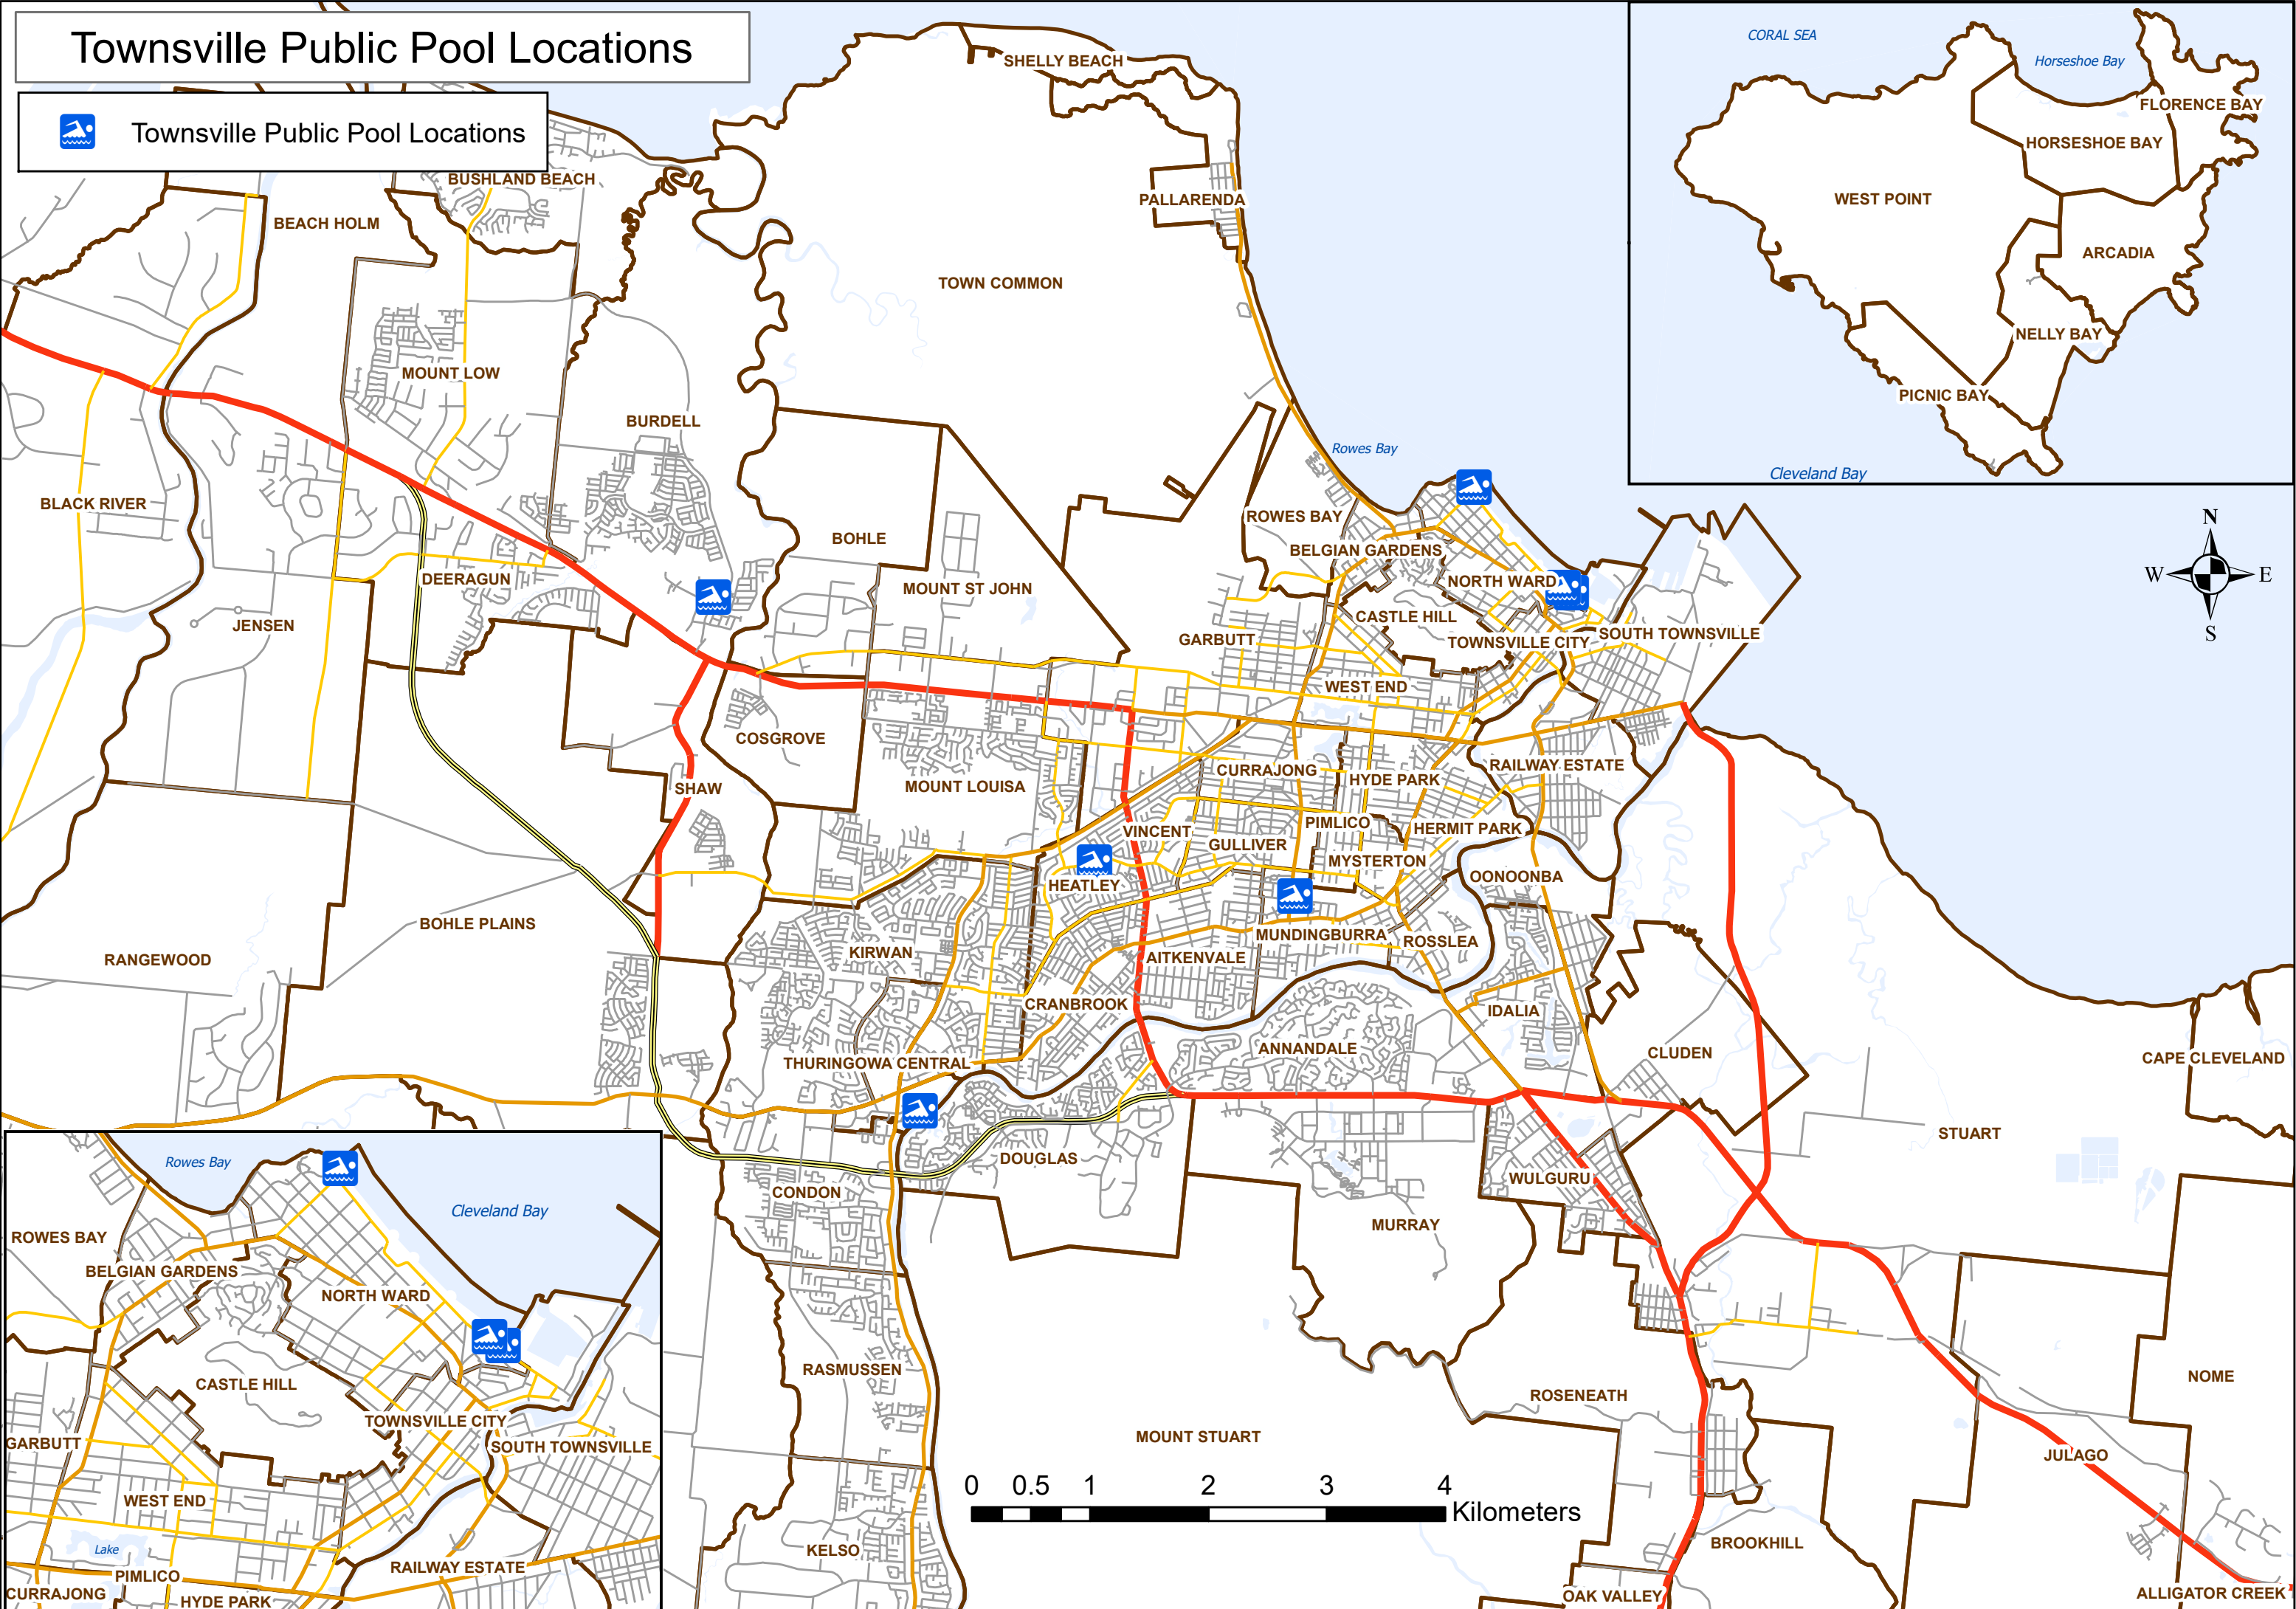 Townsville Public Pool Locations
Townsville Public Pool Locations
SHELLY BEACH
BUSHLAND BEACH
BEACH HOLM
PALLARENDA
TOWN COMMON
MOUNT LOW
BURDELL
Rowes Bay
BLACK RIVER
ROWES BAY
BOHLE
BELGIAN GARDENS
DEERAGUN
NORTH WARD
MOUNT ST JOHN
CASTLE HILL
JENSEN
GARBUTT
SOUTH TOWNSVILLE
TOWNSVILLE CITY
WEST END
COSGROVE
RAILWAY ESTATE
CURRAJONG
HYDE PARK
SHAW
MOUNT LOUISA
PIMLICO
HERMIT PARK
VINCENT
GULLIVER
MYSTERTON
OONOONBA
HEATLEY
BOHLE PLAINS
MUNDINGBURRA
ROSSLEA
KIRWAN
AITKENVALE
RANGEWOOD
CRANBROOK
IDALIA
ANNANDALE
CLUDEN
CAPE CLEVELAND
THURINGOWA CENTRAL
STUART
DOUGLAS
WULGURU
CONDON
MURRAY
RASMUSSEN
NOME
ROSENEATH
MOUNT STUART
JULAGO
KELSO
BROOKHILL
OAK VALLEY
ALLIGATOR CREEK
CORAL SEA
Horseshoe Bay
FLORENCE BAY
HORSESHOE BAY
WEST POINT
ARCADIA
NELLY BAY
PICNIC BAY
Cleveland Bay
N
W E
S
Rowes Bay
Cleveland Bay
ROWES BAY
BELGIAN GARDENS
NORTH WARD
CASTLE HILL
TOWNSVILLE CITY
GARBUTT
SOUTH TOWNSVILLE
WEST END
Lake
RAILWAY ESTATE
PIMLICO
CURRAJONG
HYDE PARK
0 0.5 1 2 3 4
Kilometers